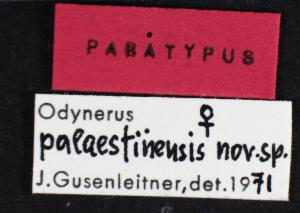 PARATYPUS
Odynerus ♀
palaestinensis nov.sp.
J.Gusenleitner,det.1971